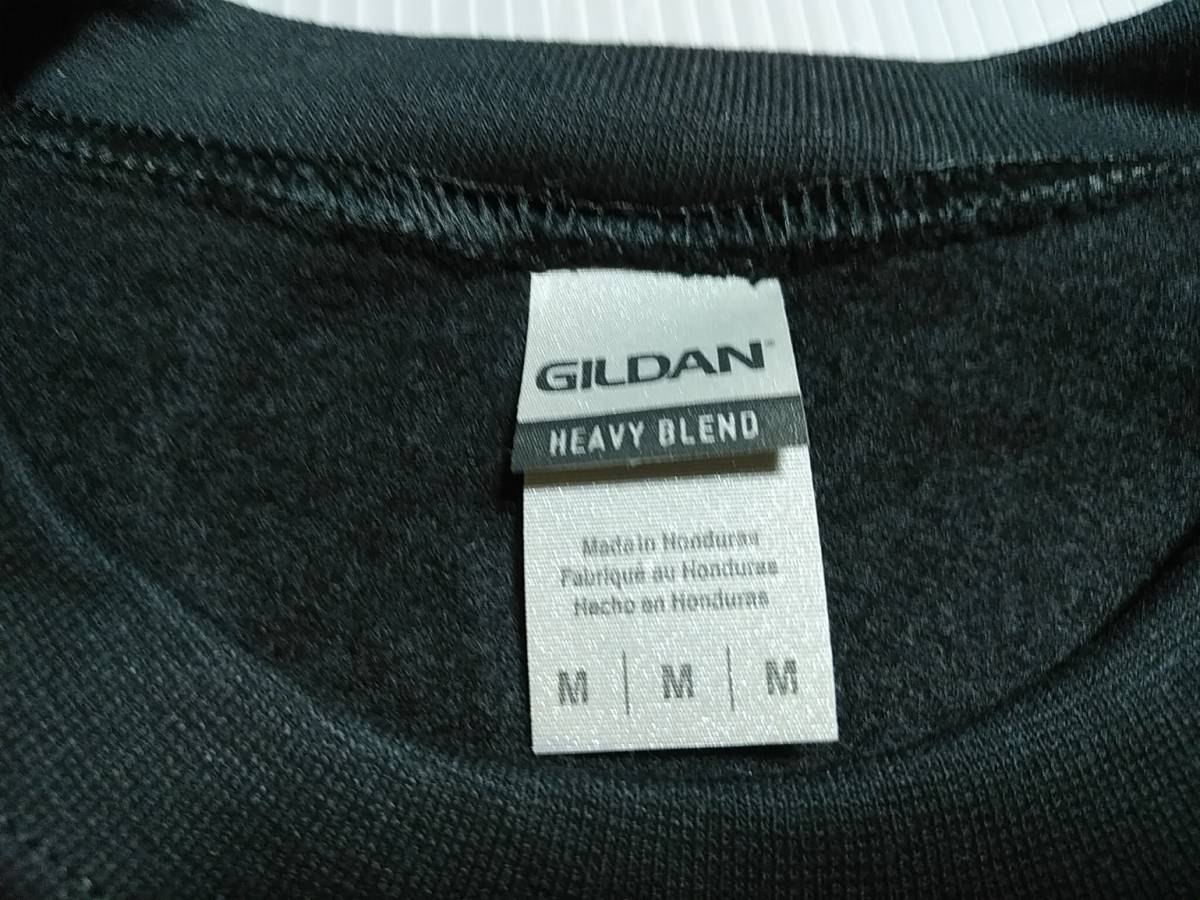 GILDAN
HEAVY BLEND
Made in Honduras
Fabriqué au Honduras
Hecho en Honduras
M | M | M